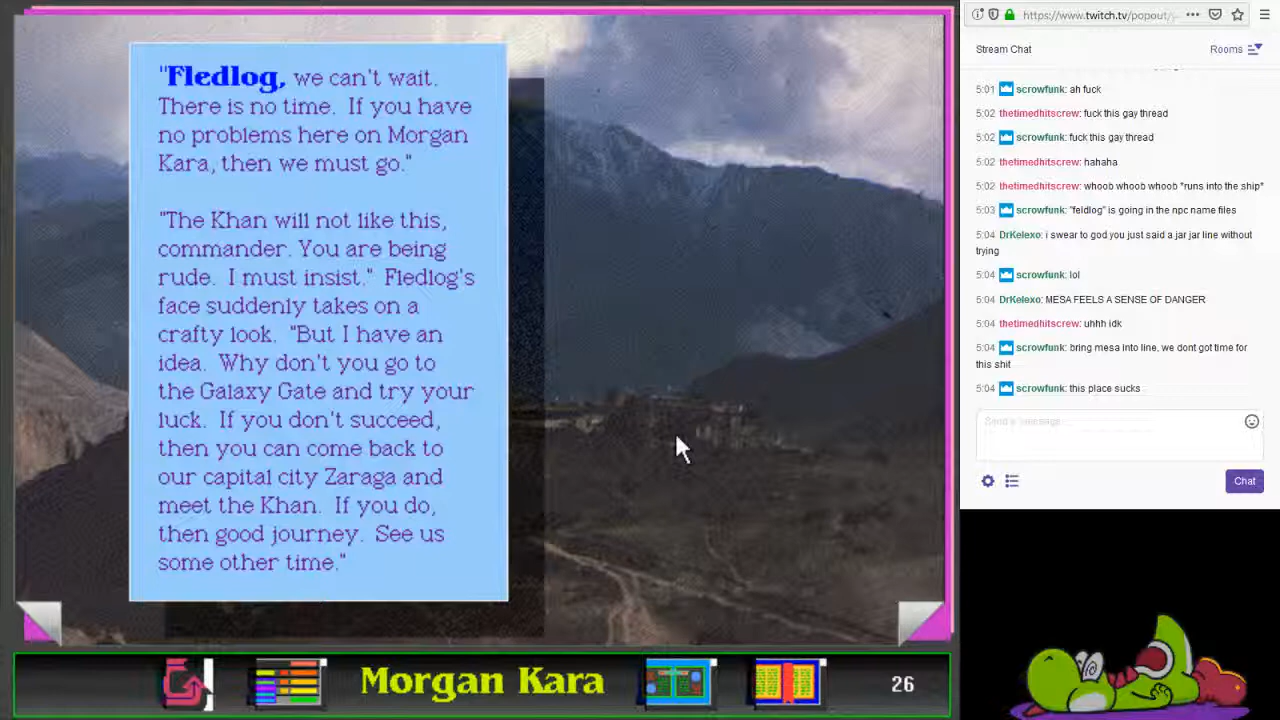 "Fledlog, we can't wait.
There is no time. If you have
no problems here on Morgan
Kara, then we must go."
"The Khan will not like this,
commander. You are being
rude. I must insist." Fledlog's
face suddenly takes on a
crafty look. "But I have an
idea. Why don't you go to
the Galaxy Gate and try your
luck. If you don't succeed,
then you can come back to
our capital city Zaraga and
meet the Khan. If you do,
then good journey. See us
some other time."
Morgan Kara
26
https://www.twitch.tv/popout/
Stream Chat
Rooms
5:01 scrowfunk: ah fuck
5:02 thetimedhitscrew: fuck this gay thread
5:02 scrowfunk: fuck this gay thread
5:02 thetimedhitscrew: hahaha
5:02 thetimedhitscrew: whoob whoob whoob *runs into the ship*
5:03 scrowfunk: "feldlog" is going in the npc name files
5:04 DrKelexo: i swear to god you just said a jar jar line without
trying
5:04 scrowfunk: lol
5:04 DrKelexo: MESA FEELS A SENSE OF DANGER
5:04 thetimedhitscrew: uhhh idk
5:04 scrowfunk: bring mesa into line, we dont got time for
this shit
5:04 scrowfunk: this place sucks
Send a message
Chat